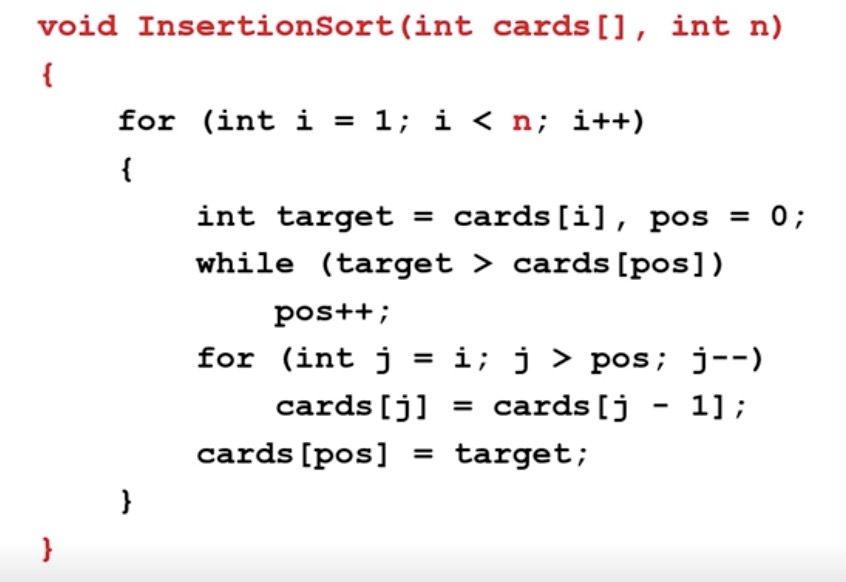 void InsertionSort(int cards[], int n)
{
    for (int i = 1; i < n; i++)
    {
        int target = cards[i], pos = 0;
        while (target > cards[pos])
            pos++;
        for (int j = i; j > pos; j--)
            cards[j] = cards[j - 1];
        cards[pos] = target;
    }
}